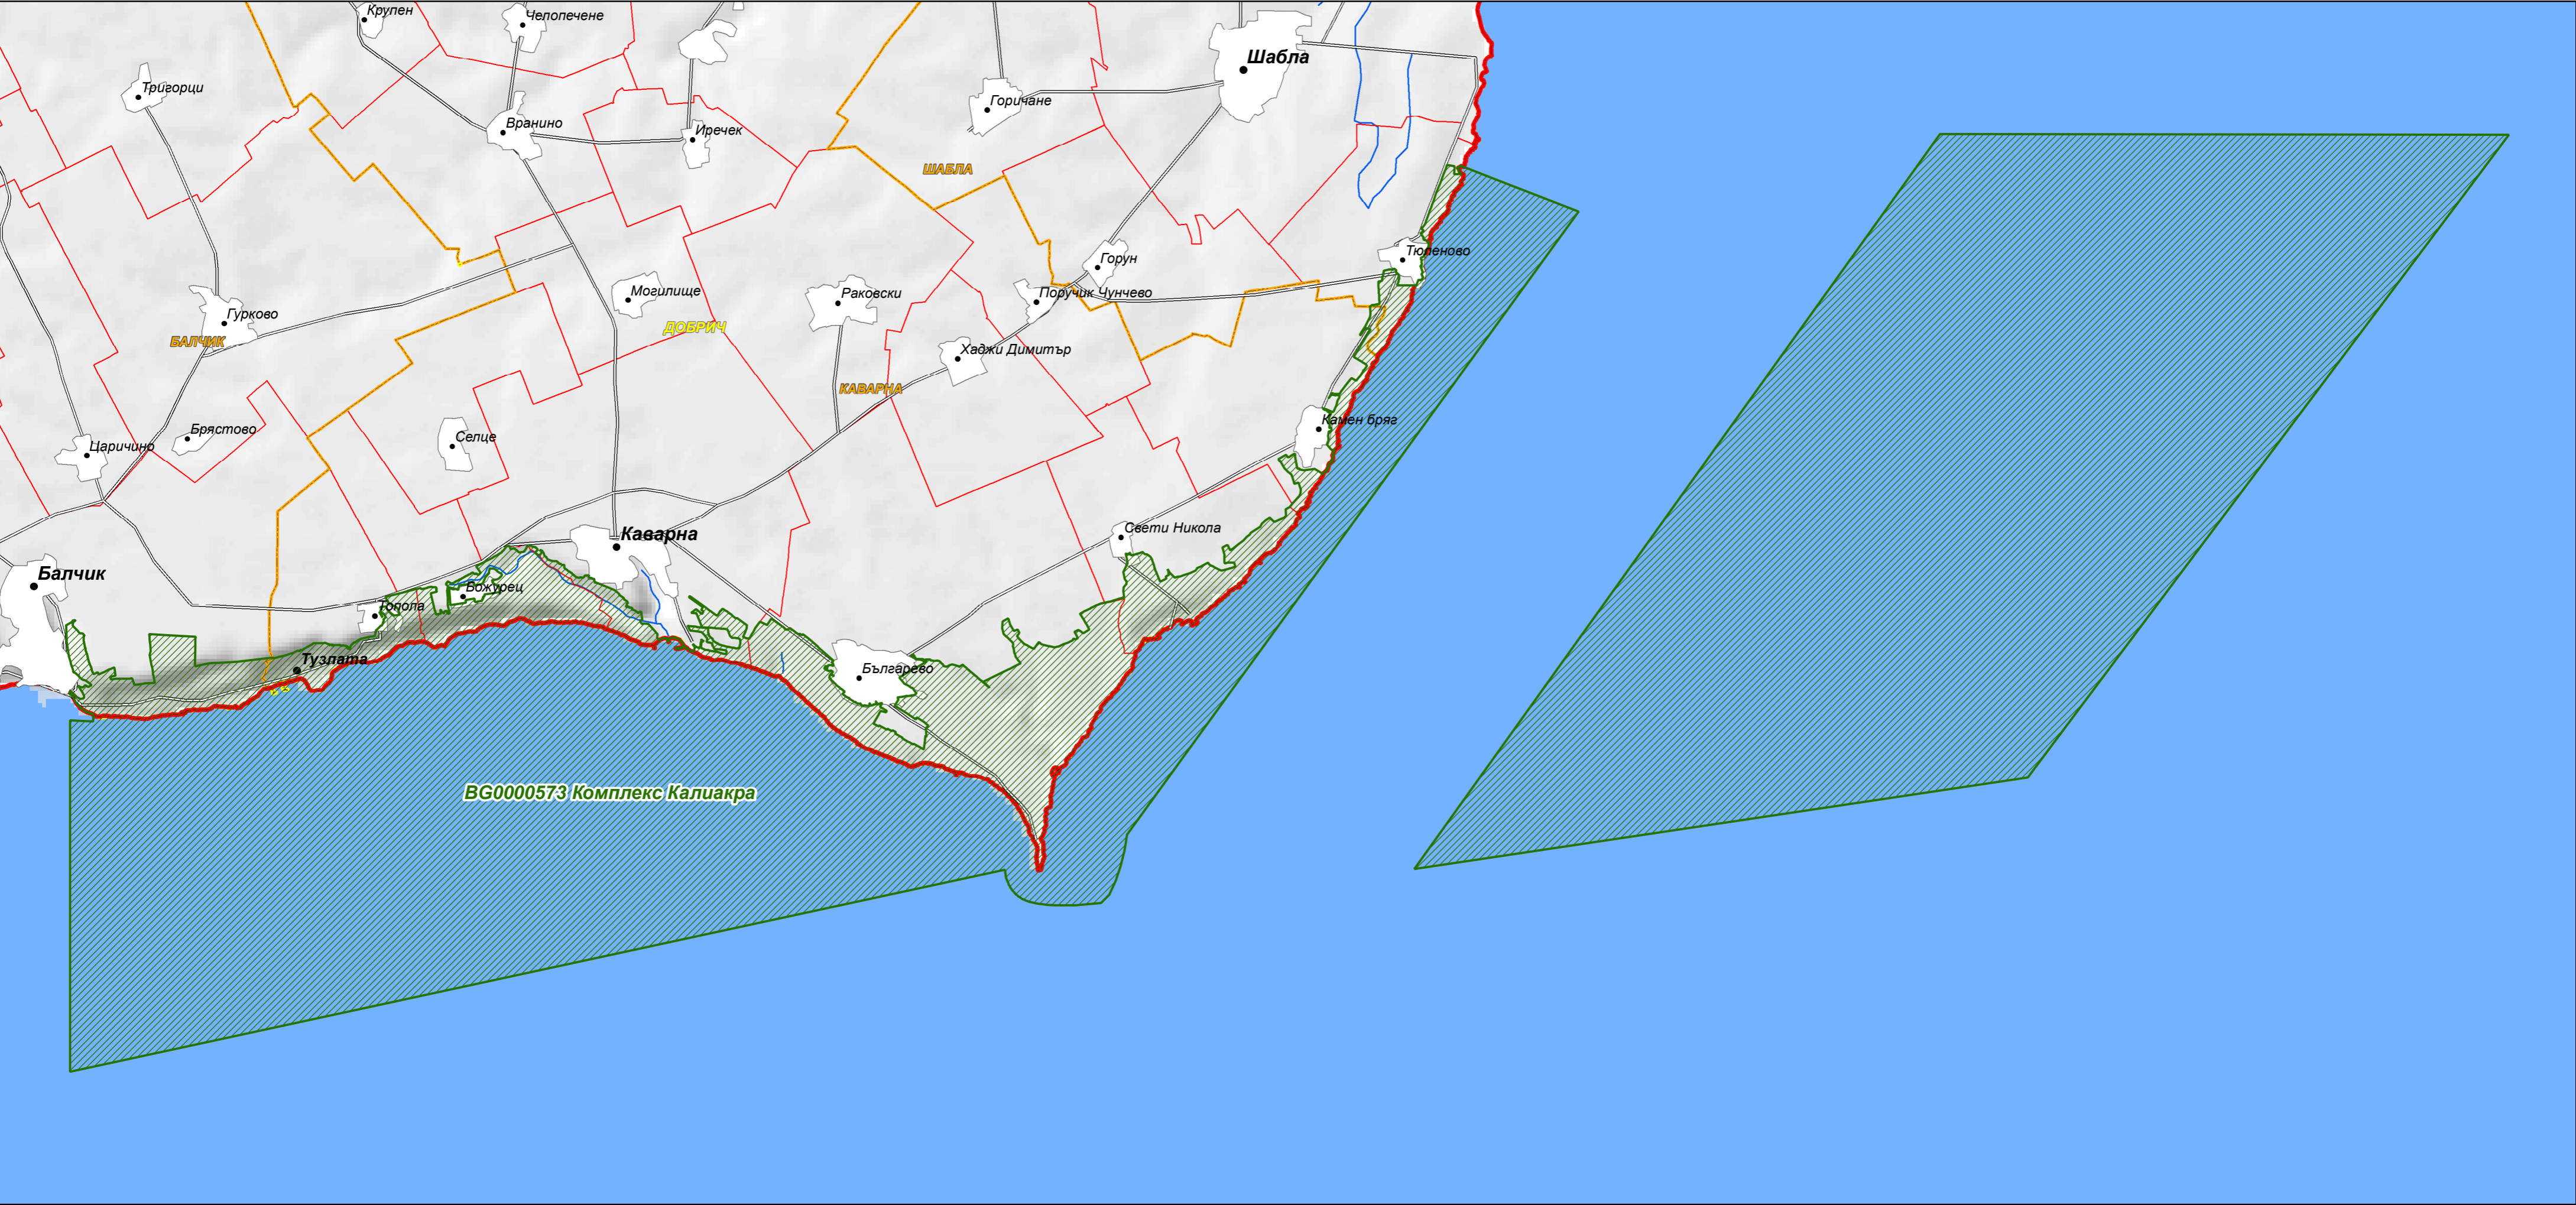 Крупен
Челопечене
Шабла
Тригорци
Горичане
Вранино
Иречек
ШАБЛА
Тюленово
Горун
Могилище
Раковски
Поручик Чунчево
Гурково
ДОБРИЧ
БАЛЧИК
Хаджи Димитър
КАВАРНА
Камен бряг
Брястово
Селце
Царичино
Свети Никола
Каварна
Балчик
Божурец
Топола
Тузлата
Българево
BG0000573 Комплекс Калиакра